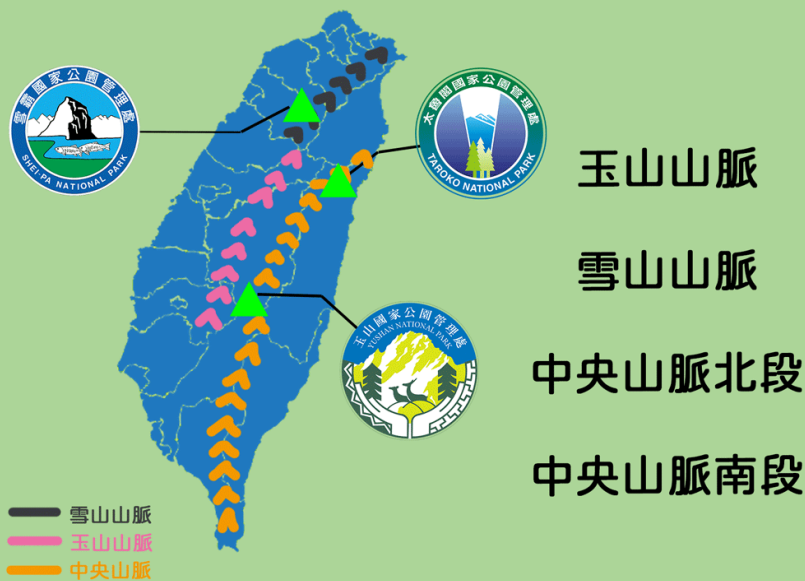 雪霸國家公園管理處
SHEI-PA NATIONAL PARK
太魯閣國家公園管理處
TAROKO NATIONAL PARK
玉山國家公園管理處
YUSHAN NATIONAL PARK
玉山山脈
雪山山脈
中央山脈北段
中央山脈南段
雪山山脈
玉山山脈
中央山脈